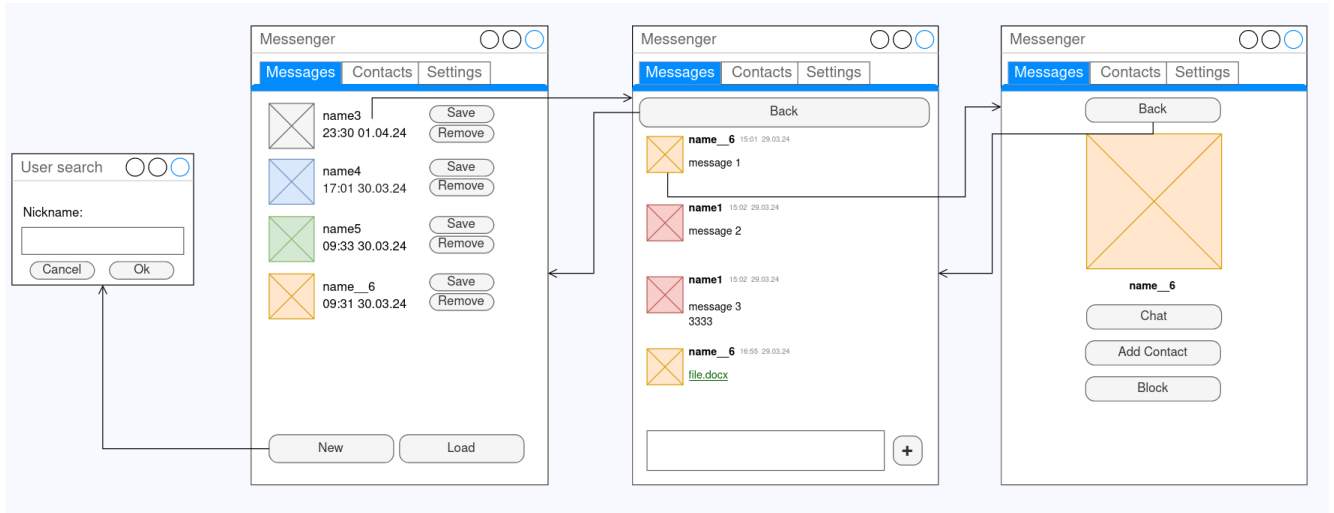 User search
Nickname:
Cancel
Ok
Messenger
Messages
Contacts
Settings
name3
23:30 01.04.24
Save
Remove
name4
17:01 30.03.24
Save
Remove
name5
09:33 30.03.24
Save
Remove
name__6
09:31 30.03.24
Save
Remove
New
Load
Messenger
Messages
Contacts
Settings
Back
name__6 15:01 29.03.24
message 1
name1 15:02 29.03.24
message 2
name1 15:02 29.03.24
message 3
3333
name__6 16:55 29.03.24
file.docx
+
Messenger
Messages
Contacts
Settings
Back
name__6
Chat
Add Contact
Block